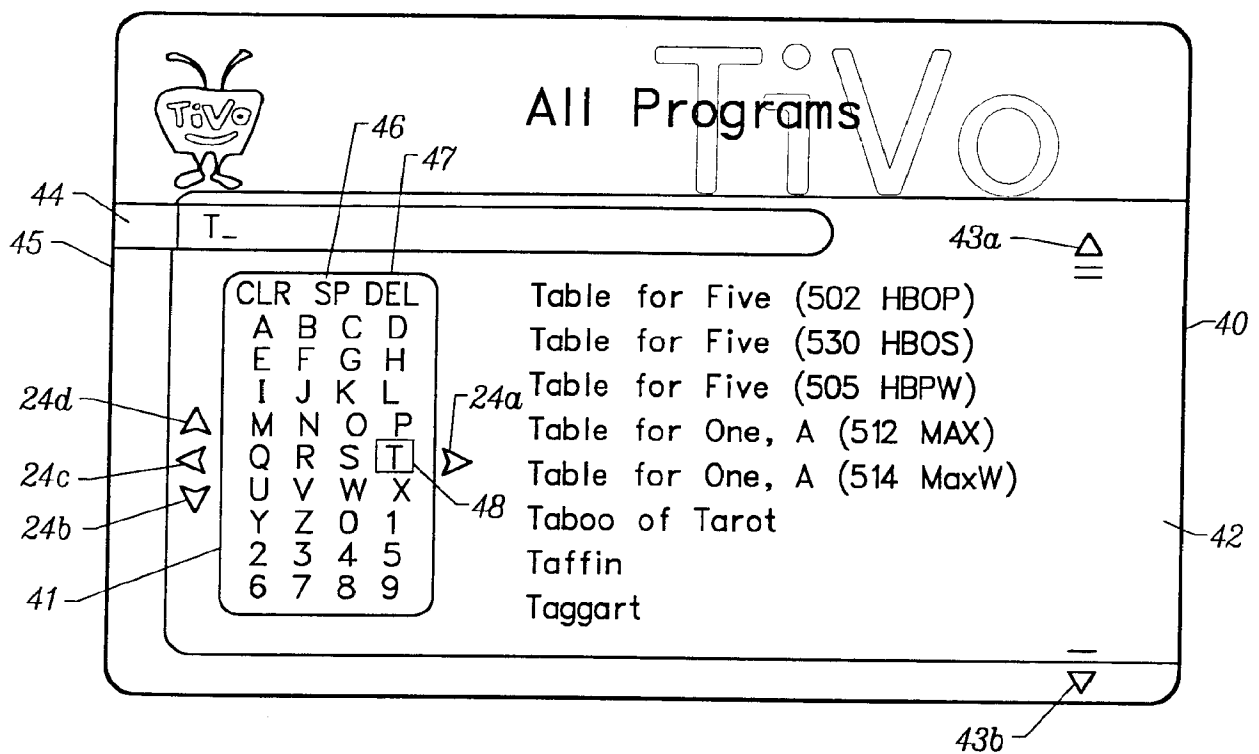 TiVo
TiVo
All Programs
46
47
44
45
T_
43a
CLR SP DEL
A B C D
E F G H
I J K L
M N O P
Q R S T
U V W X
Y Z 0 1
2 3 4 5
6 7 8 9
24d
24c
24b
24a
48
41
Table for Five (502 HBOP)
Table for Five (530 HBOS)
Table for Five (505 HBPW)
Table for One, A (512 MAX)
Table for One, A (514 MaxW)
Taboo of Tarot
Taffin
Taggart
40
42
43b